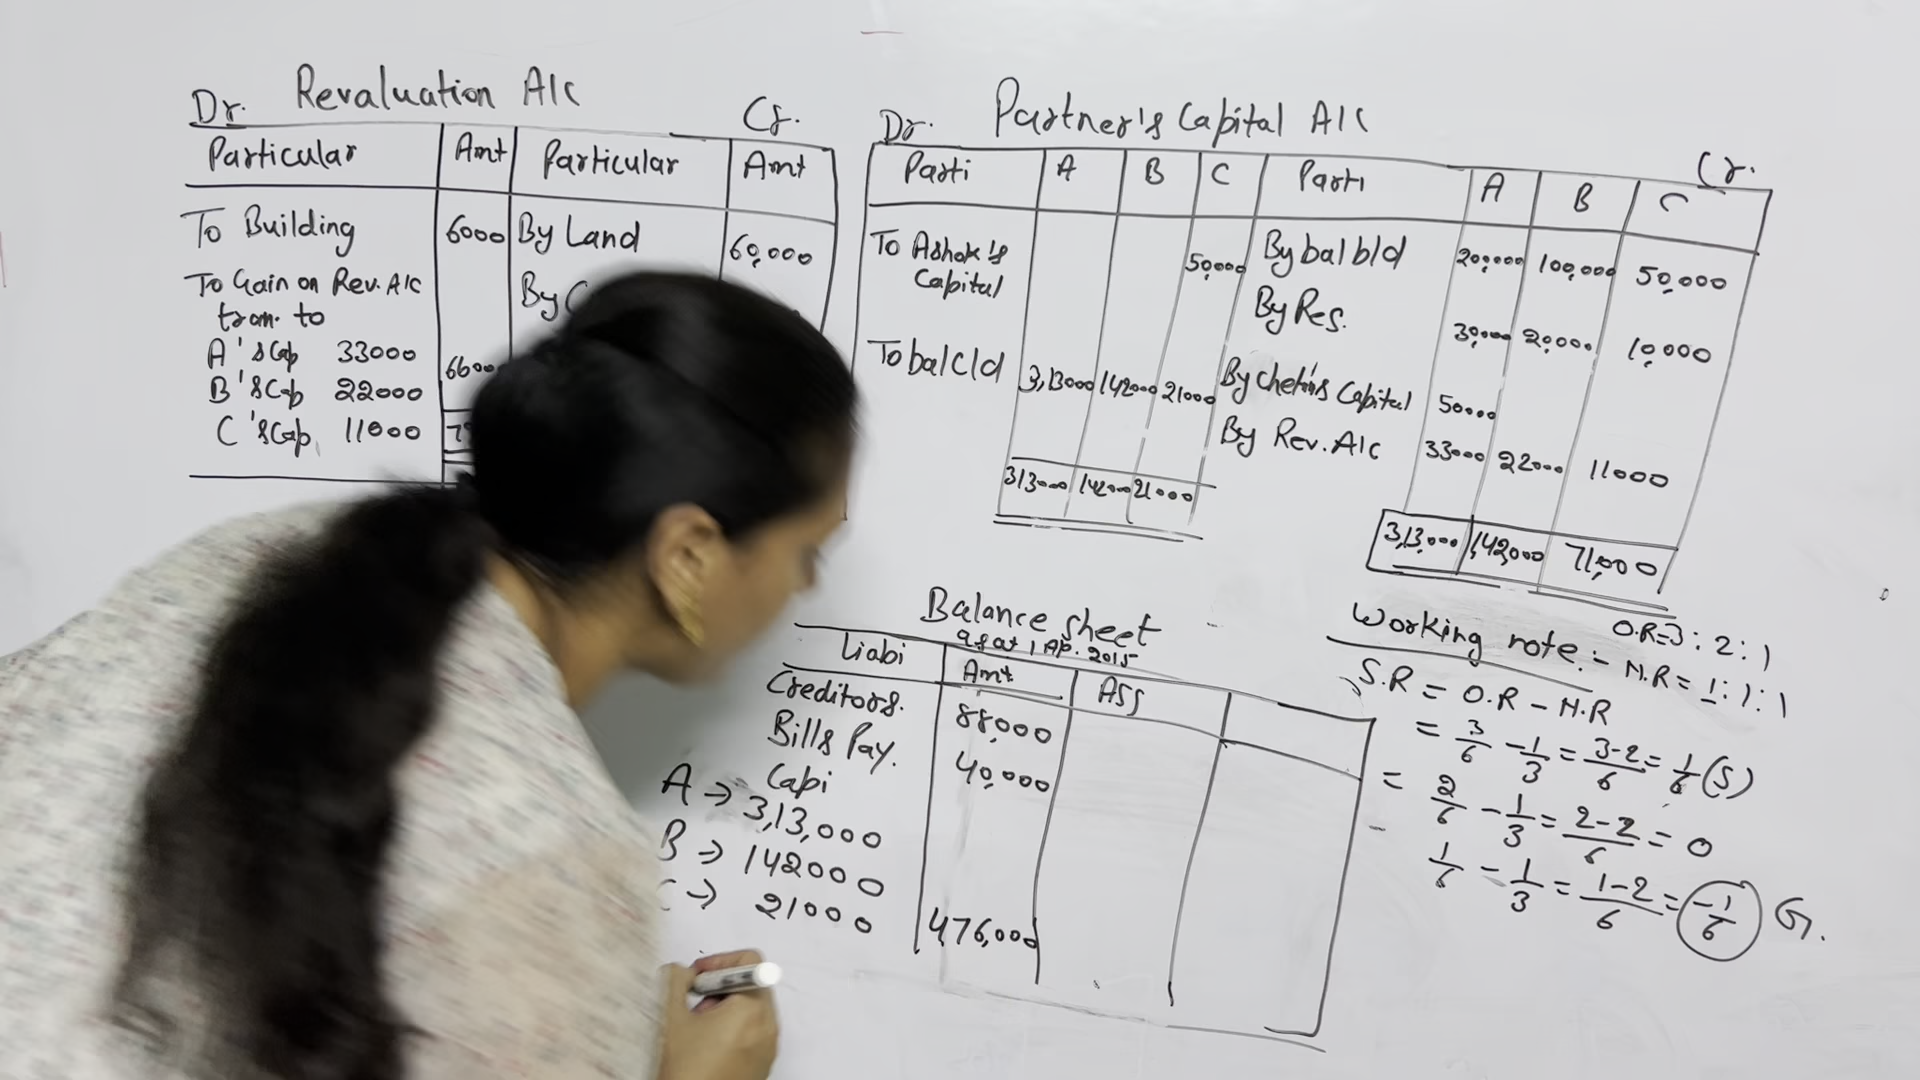 Revaluation A/C
Dr. Cr.
Particular Amt Particular Amt
To Building 6000 By Land 60,000
To Gain on Rev. A/C By C
tran. to
A's Cap 33000
B's Cap 22000
C's Cap 11000
Partner's Capital A/C
Dr. Cr.
Parti A B C Parti A B C
To Ashok's 50,000 By bal b/d 200,000 100,000 50,000
Capital
By Res. 30,000 20,000 10,000
To bal C/d 3,13000 142000 21000 By Chetin's Capital 50000
By Rev. A/C 33000 22000 11000
313000 142000 21000
3,13,000 1,42,000 71,000
Balance sheet
as at 1 Ap. 2015
Liabi Amt Ass
Creditors. 88,000
Bills Pay. 40,000
Capi
A → 3,13,000
B → 142000
→ 21000
476,000
Working note :-
O.R = 3 : 2 : 1
N.R = 1 : 1 : 1
S.R = O.R - N.R
= 3/6 - 1/3 = 3-2/6 = 1/6 (S)
= 2/6 - 1/3 = 2-2/6 = 0
1/6 - 1/3 = 1-2/6 = -1/6 G.